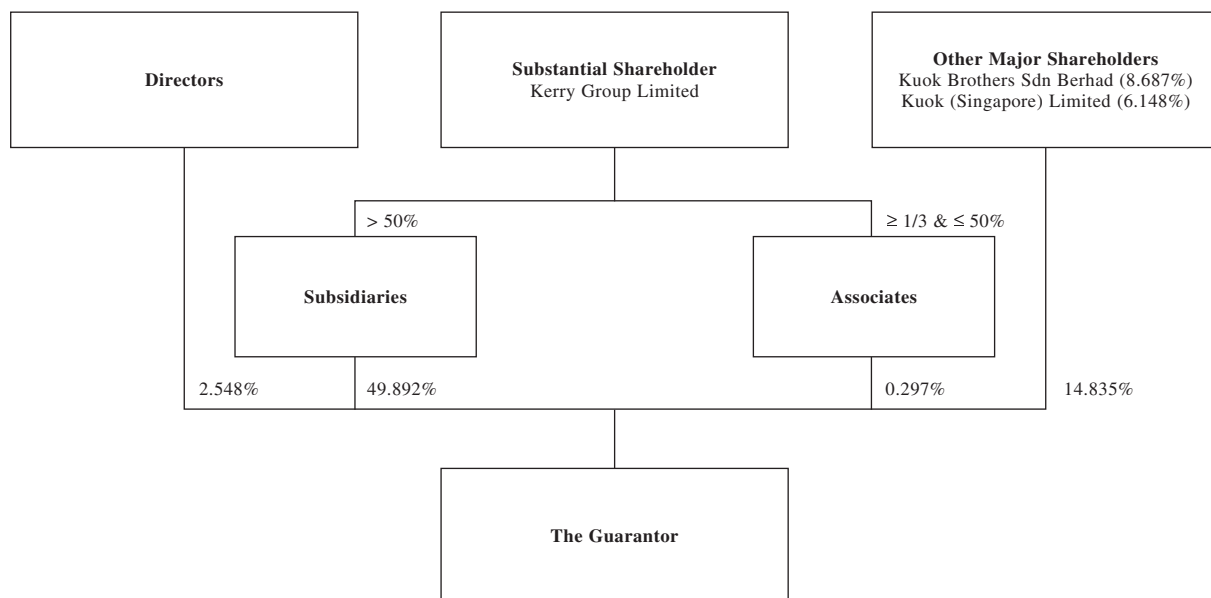 Directors
Substantial Shareholder
Kerry Group Limited
Other Major Shareholders
Kuok Brothers Sdn Berhad (8.687%)
Kuok (Singapore) Limited (6.148%)
> 50%
≥ 1/3 & ≤ 50%
Subsidiaries
Associates
2.548%
49.892%
0.297%
14.835%
The Guarantor